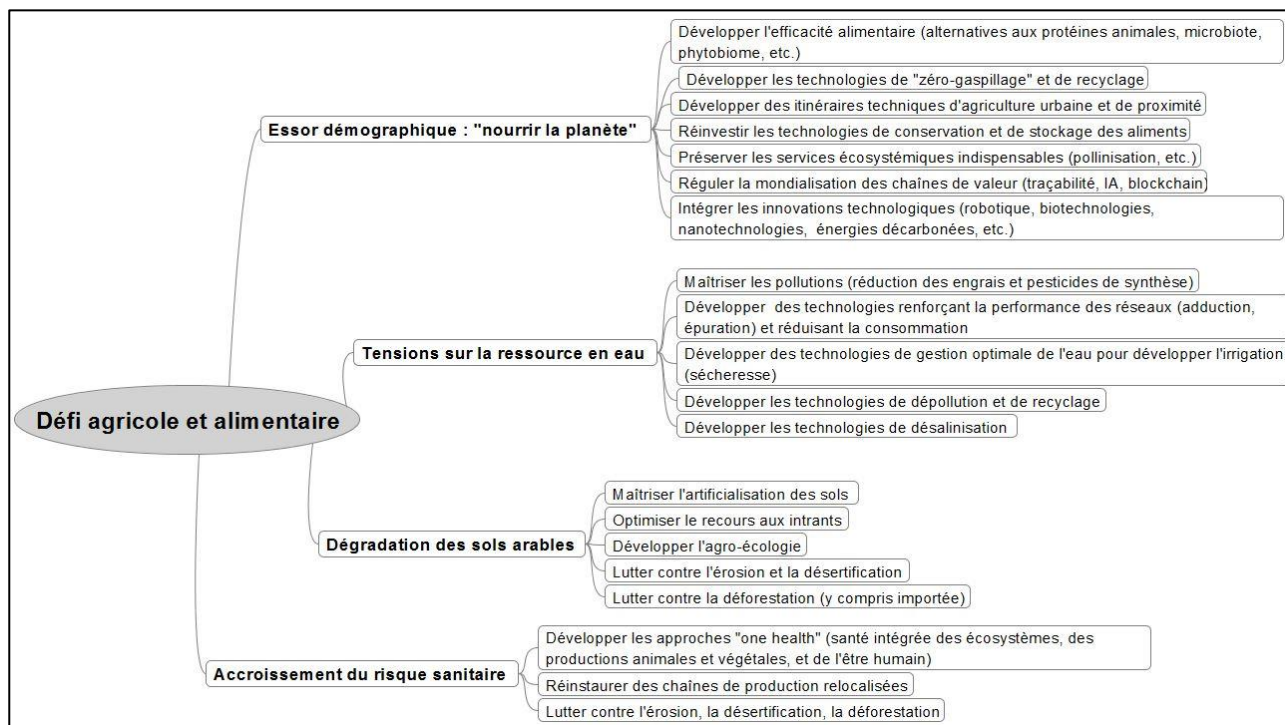 Développer l'efficacité alimentaire (alternatives aux protéines animales, microbiote,
phytobiome, etc.)
Développer les technologies de "zéro-gaspillage" et de recyclage
Développer des itinéraires techniques d'agriculture urbaine et de proximité
Essor démographique : "nourrir la planète"
Réinvestir les technologies de conservation et de stockage des aliments
Préserver les services écosystémiques indispensables (pollinisation, etc.)
Réguler la mondialisation des chaînes de valeur (traçabilité, IA, blockchain)
Intégrer les innovations technologiques (robotique, biotechnologies,
nanotechnologies, énergies décarbonées, etc.)
Maîtriser les pollutions (réduction des engrais et pesticides de synthèse)
Développer des technologies renforçant la performance des réseaux (adduction,
épuration) et réduisant la consommation
Tensions sur la ressource en eau
Développer des technologies de gestion optimale de l'eau pour développer l'irrigation
(sécheresse)
Développer les technologies de dépollution et de recyclage
Développer les technologies de désalinisation
Défi agricole et alimentaire
Maîtriser l'artificialisation des sols
Optimiser le recours aux intrants
Dégradation des sols arables
Développer l'agro-écologie
Lutter contre l'érosion et la désertification
Lutter contre la déforestation (y compris importée)
Développer les approches "one health" (santé intégrée des écosystèmes, des
productions animales et végétales, et de l'être humain)
Accroissement du risque sanitaire
Réinstaurer des chaînes de production relocalisées
Lutter contre l'érosion, la désertification, la déforestation